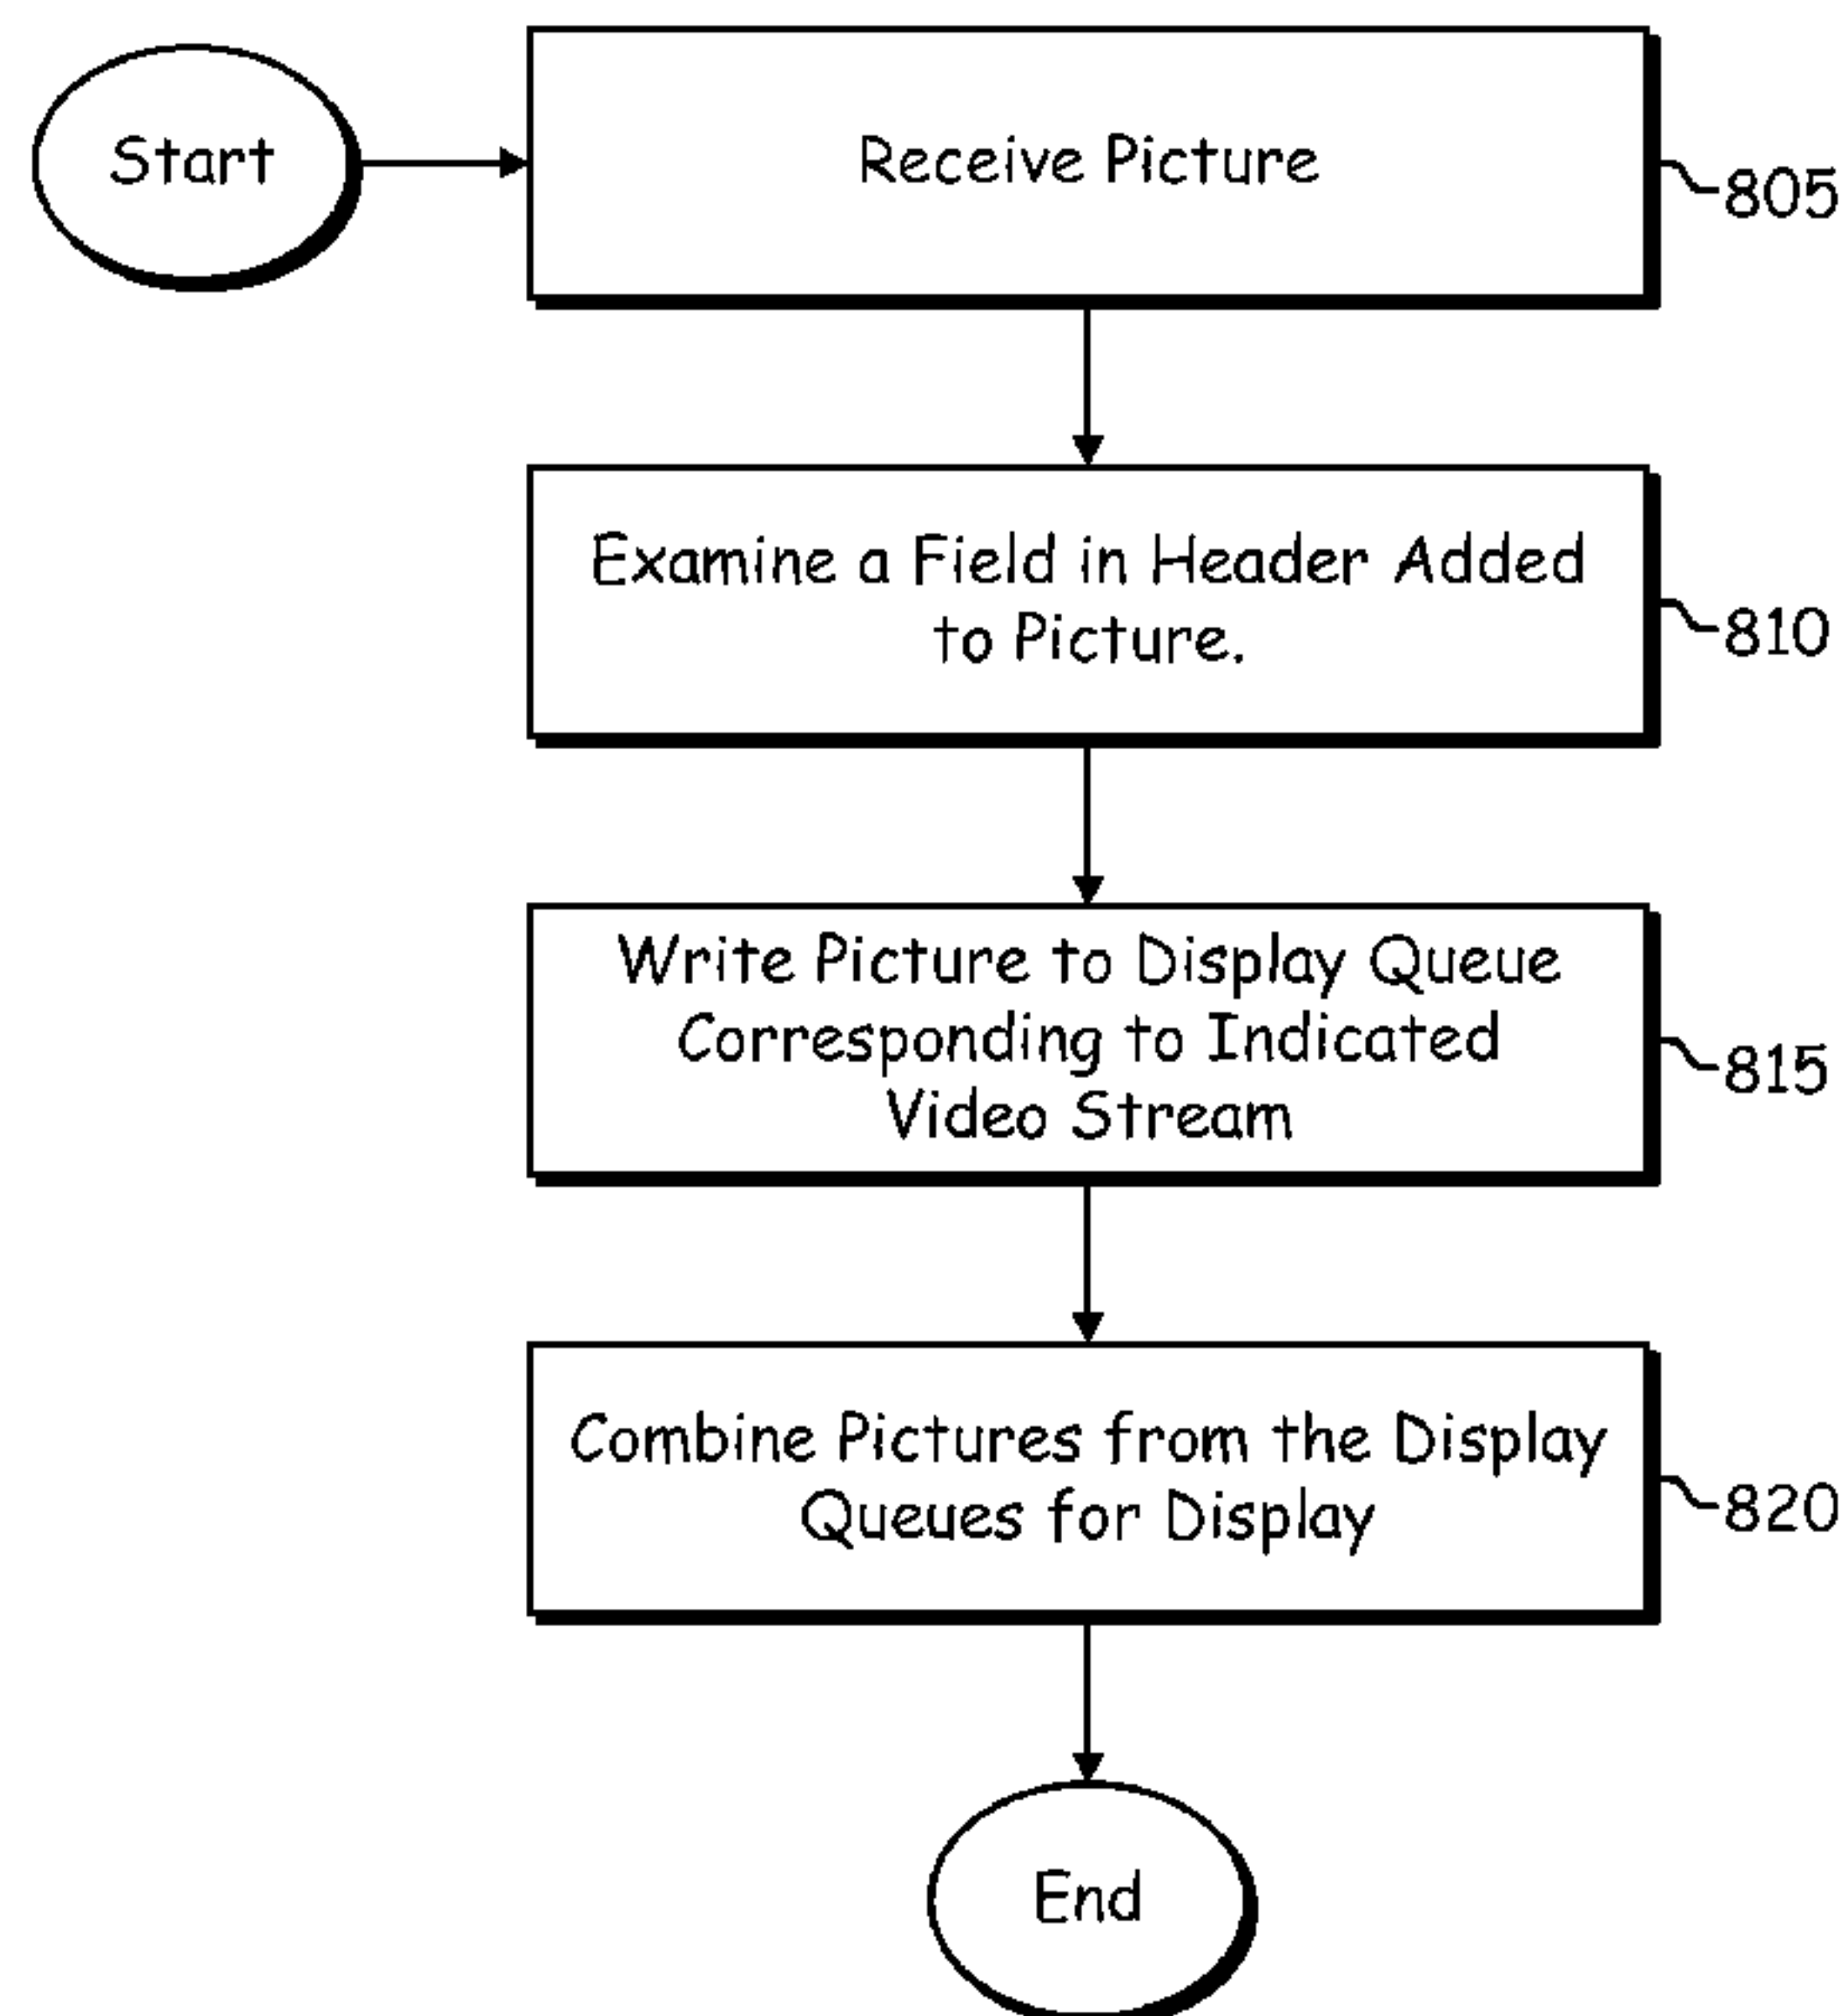 Start
Receive Picture
805
Examine a Field in Header Added
to Picture.
810
Write Picture to Display Queue
Corresponding to Indicated
Video Stream
815
Combine Pictures from the Display
Queues for Display
820
End